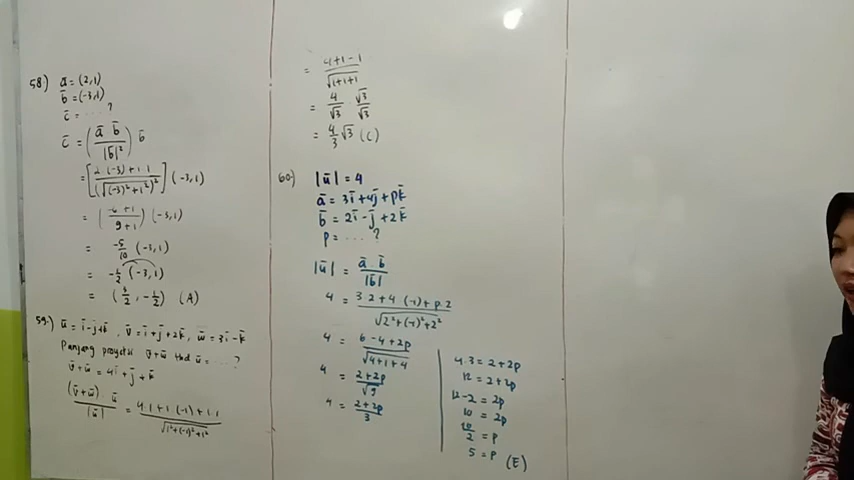 58.) ā = (2,1)
b̄ = (-3,1)
c̄ = .... ?
c̄ = (ā . b̄ / |b̄|²) b̄
= [2.(-3)+1.1 / (√(-3)²+1²)²] (-3,1)
= (-6+1 / 9+1) (-3,1)
= -5/10 (-3,1)
= -1/2 (-3,1)
= (3/2, -1/2) (A)
59.) ū = ī-j̄+k̄, v̄ = ī+j̄+2k̄, w̄ = 3ī-k̄
Panjang proyeksi v̄+w̄ thd ū = .... ?
v̄+w̄ = 4ī+j̄+k̄
(v̄+w̄) . ū / |ū| = 4.1+1.(-1)+1.1 / √1²+(-1)²+1²
= 4+1-1 / √1+1+1
= 4/√3 √3/√3
= 4/3 √3 (C)
60.) |ū| = 4
ā = 3ī+4j̄+pk̄
b̄ = 2ī-j̄+2k̄
p = .... ?
|ū| = ā . b̄ / |b̄|
4 = 3.2+4.(-1)+p.2 / √2²+(-1)²+2²
4 = 6-4+2p / √4+1+4
4 = 2+2p / √9
4 = 2+2p / 3
4.3 = 2+2p
12 = 2+2p
12-2 = 2p
10 = 2p
10/2 = p
5 = p (E)